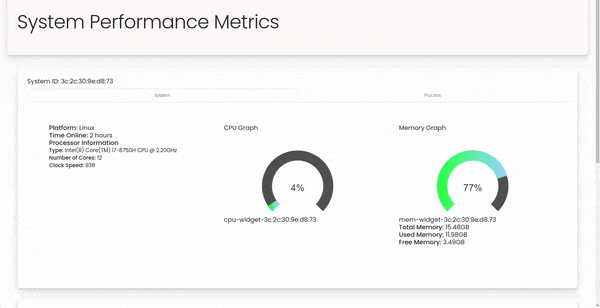 System Performance Metrics
System ID: 3c:2c:30:9e:d8:73
System
Process
Platform: Linux
Time Online: 2 hours
Processor Information
Type: Intel(R) Core(TM) i7-8750H CPU @ 2.20GHz
Number of Cores: 12
Clock Speed: 938
CPU Graph
4%
cpu-widget-3c:2c:30:9e:d8:73
Memory Graph
77%
mem-widget-3c:2c:30:9e:d8:73
Total Memory: 15.48GB
Used Memory: 11.98GB
Free Memory: 3.49GB